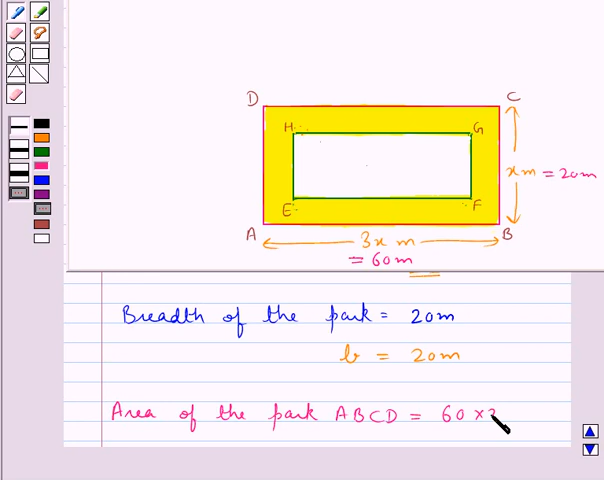 D C
H G
x m = 20m
E F
A 3x m B
= 60m
Breadth of the park = 20m
b = 20m
Area of the park ABCD = 60 ×